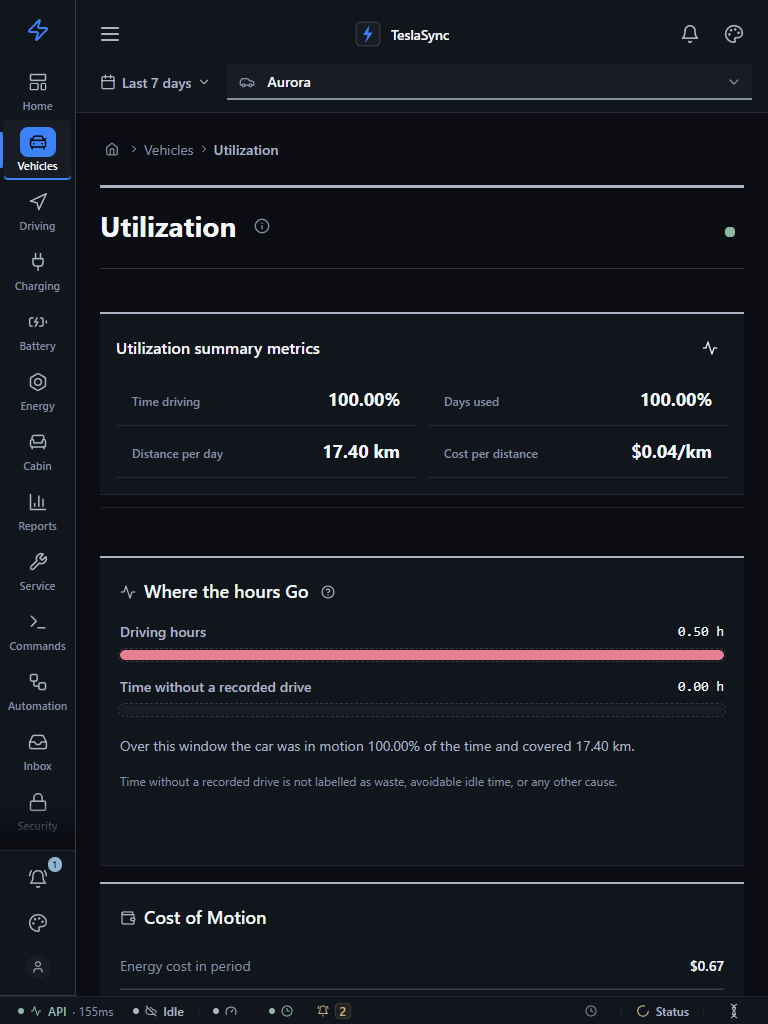 TeslaSync
Last 7 days
Aurora
Home
Vehicles
Driving
Charging
Battery
Energy
Cabin
Reports
Service
Commands
Automation
Inbox
Security
1
Vehicles
Utilization
Utilization
Utilization summary metrics
Time driving 100.00%
Days used 100.00%
Distance per day 17.40 km
Cost per distance $0.04/km
Where the hours Go
Driving hours 0.50 h
Time without a recorded drive 0.00 h
Over this window the car was in motion 100.00% of the time and covered 17.40 km.
Time without a recorded drive is not labelled as waste, avoidable idle time, or any other cause.
Cost of Motion
Energy cost in period $0.67
API · 155ms Idle 2 Status